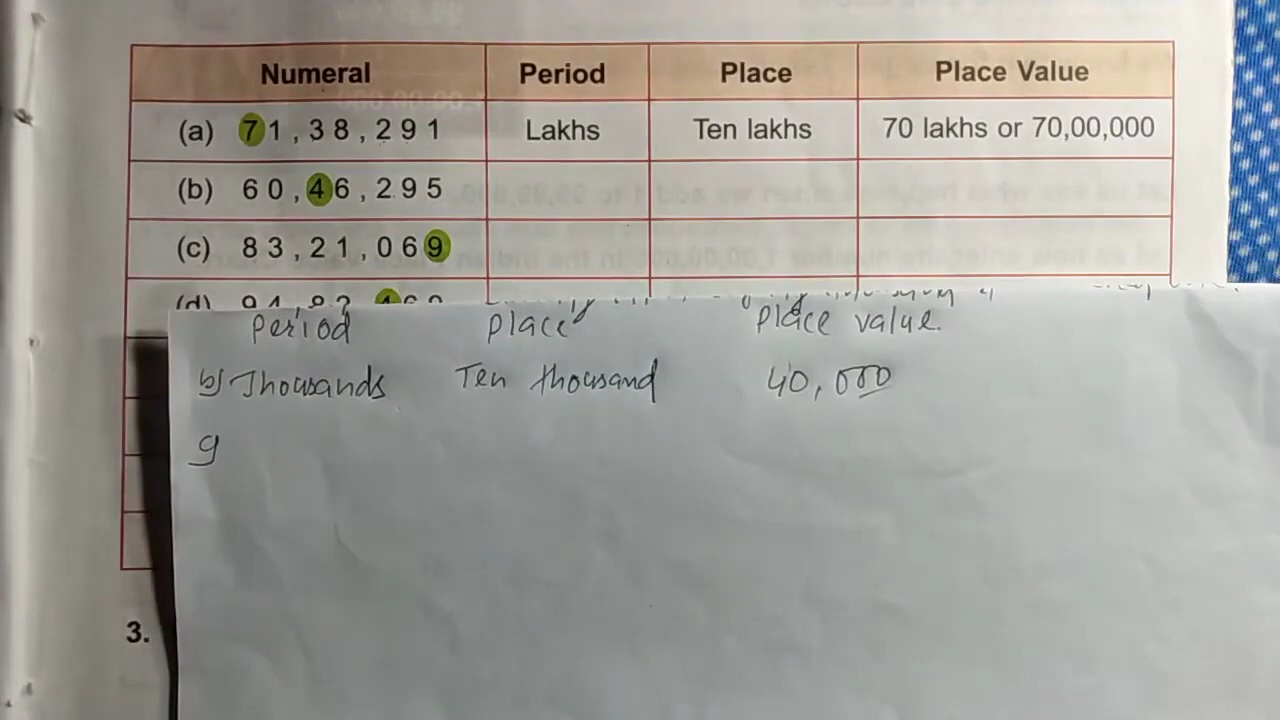 Numeral Period Place Place Value
(a) 71,38,291 Lakhs Ten lakhs 70 lakhs or 70,00,000
(b) 60,46,295
(c) 83,21,069
(d)
Period Place Place value.
b) Thousands Ten thousand 40,000
3.